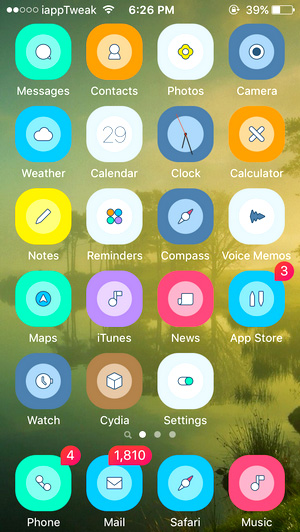 iappTweak 6:26 PM 39%
Messages Contacts Photos Camera
29
Weather Calendar Clock Calculator
Notes Reminders Compass Voice Memos
3
Maps iTunes News App Store
Watch Cydia Settings
4 1,810
Phone Mail Safari Music